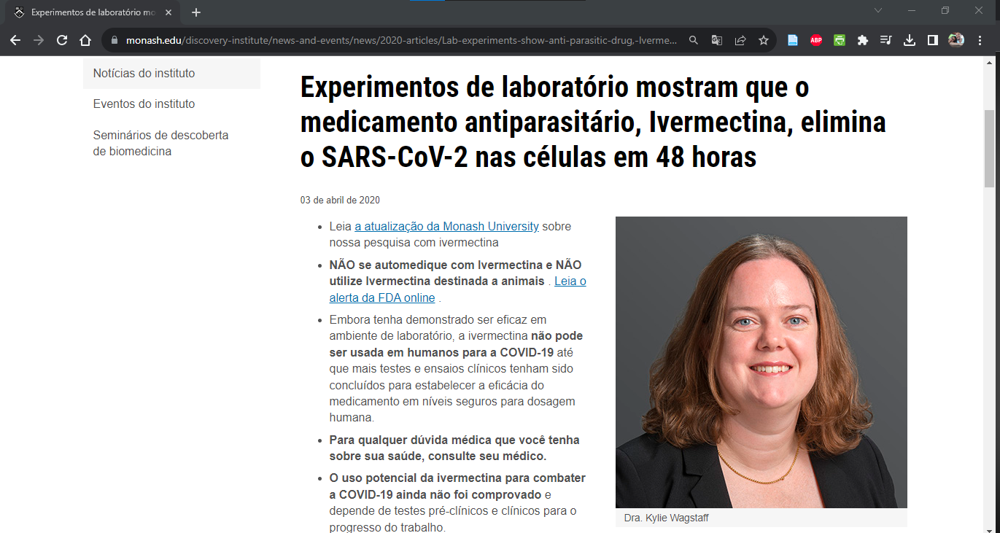 Experimentos de laboratório mo
monash.edu/discovery-institute/news-and-events/news/2020-articles/Lab-experiments-show-anti-parasitic-drug,-Iverme...
ABP
Notícias do instituto
Eventos do instituto
Seminários de descoberta
de biomedicina
Experimentos de laboratório mostram que o
medicamento antiparasitário, Ivermectina, elimina
o SARS-CoV-2 nas células em 48 horas
03 de abril de 2020
Leia a atualização da Monash University sobre
nossa pesquisa com ivermectina
NÃO se automedique com Ivermectina e NÃO
utilize Ivermectina destinada a animais . Leia o
alerta da FDA online .
Embora tenha demonstrado ser eficaz em
ambiente de laboratório, a ivermectina não pode
ser usada em humanos para a COVID-19 até
que mais testes e ensaios clínicos tenham sido
concluídos para estabelecer a eficácia do
medicamento em níveis seguros para dosagem
humana.
Para qualquer dúvida médica que você tenha
sobre sua saúde, consulte seu médico.
O uso potencial da ivermectina para combater
a COVID-19 ainda não foi comprovado e
depende de testes pré-clínicos e clínicos para o
progresso do trabalho.
Dra. Kylie Wagstaff